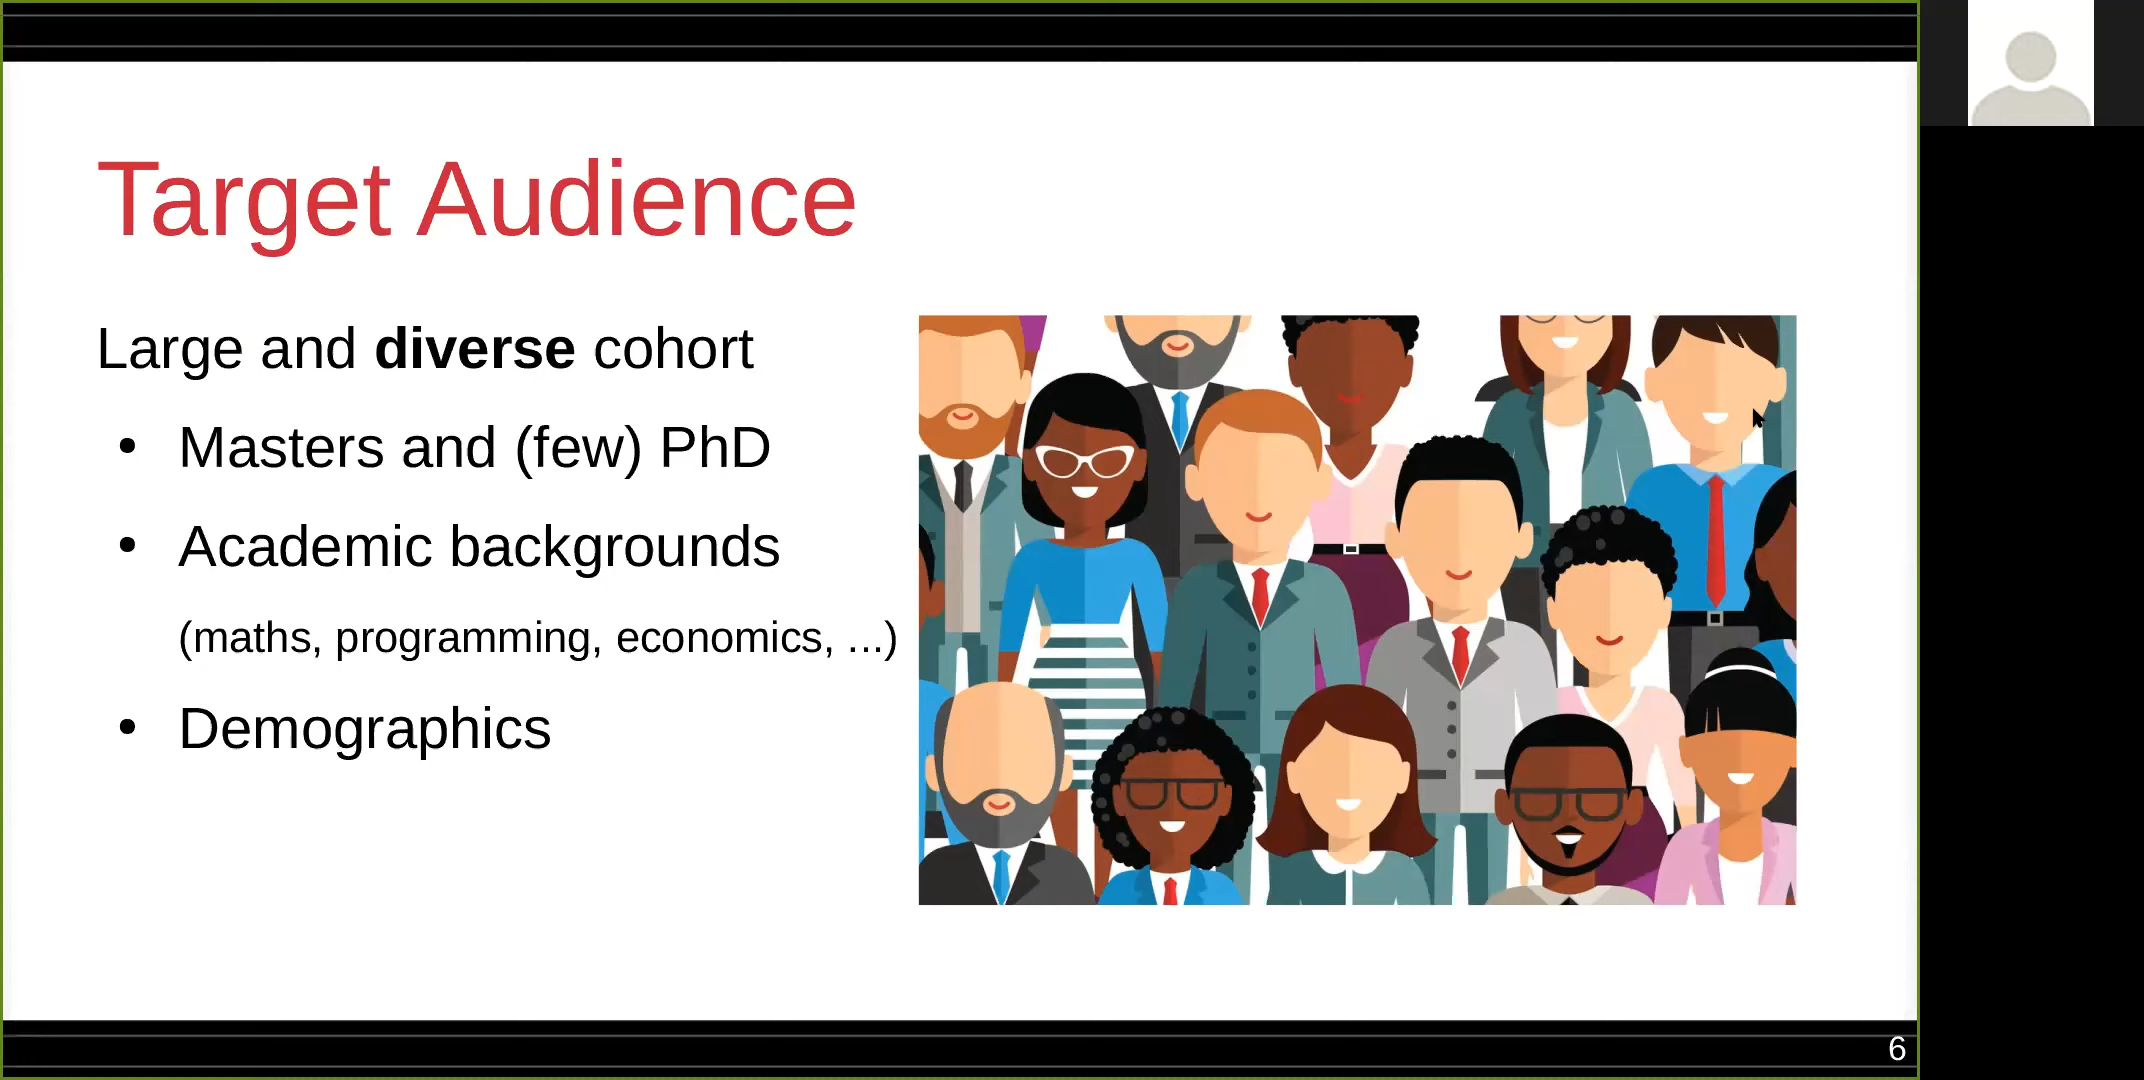 Target Audience
Large and diverse cohort
• Masters and (few) PhD
• Academic backgrounds
(maths, programming, economics, ...)
• Demographics
6